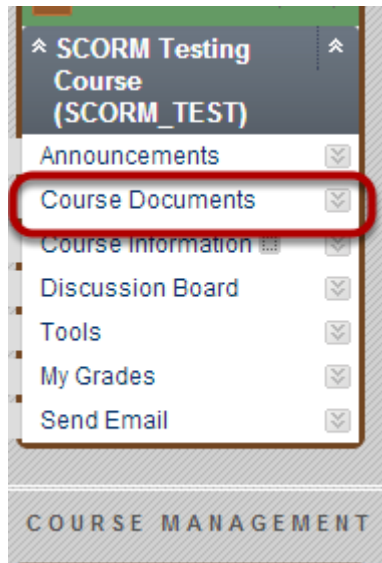 SCORM Testing
Course
(SCORM_TEST)
Announcements
Course Documents
Course Information
Discussion Board
Tools
My Grades
Send Email
COURSE MANAGEMENT